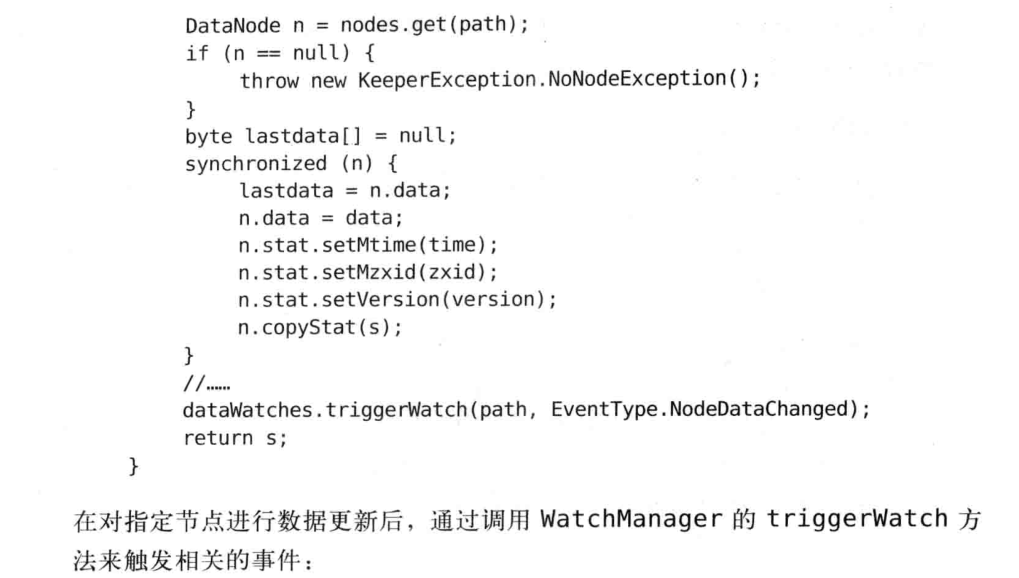 DataNode n = nodes.get(path);
if (n == null) {
throw new KeeperException.NoNodeException();
}
byte lastdata[] = null;
synchronized (n) {
lastdata = n.data;
n.data = data;
n.stat.setMtime(time);
n.stat.setMzxid(zxid);
n.stat.setVersion(version);
n.copyStat(s);
}
//……
dataWatches.triggerWatch(path, EventType.NodeDataChanged);
return s;
}
在对指定节点进行数据更新后，通过调用 WatchManager 的 triggerWatch 方
法来触发相关的事件：